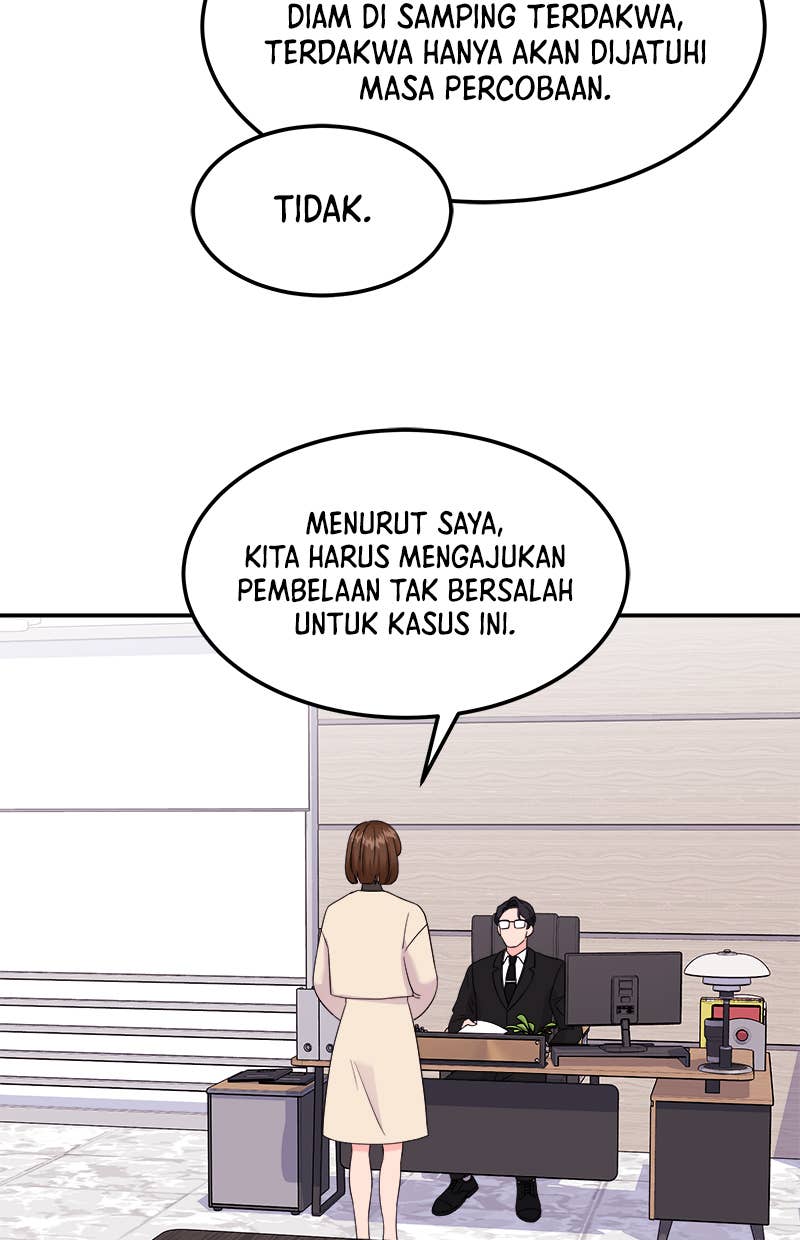 DIAM DI SAMPING TERDAKWA,
TERDAKWA HANYA AKAN DIJATUHI
MASA PERCOBAAN.
TIDAK.
MENURUT SAYA,
KITA HARUS MENGAJUKAN
PEMBELAAN TAK BERSALAH
UNTUK KASUS INI.